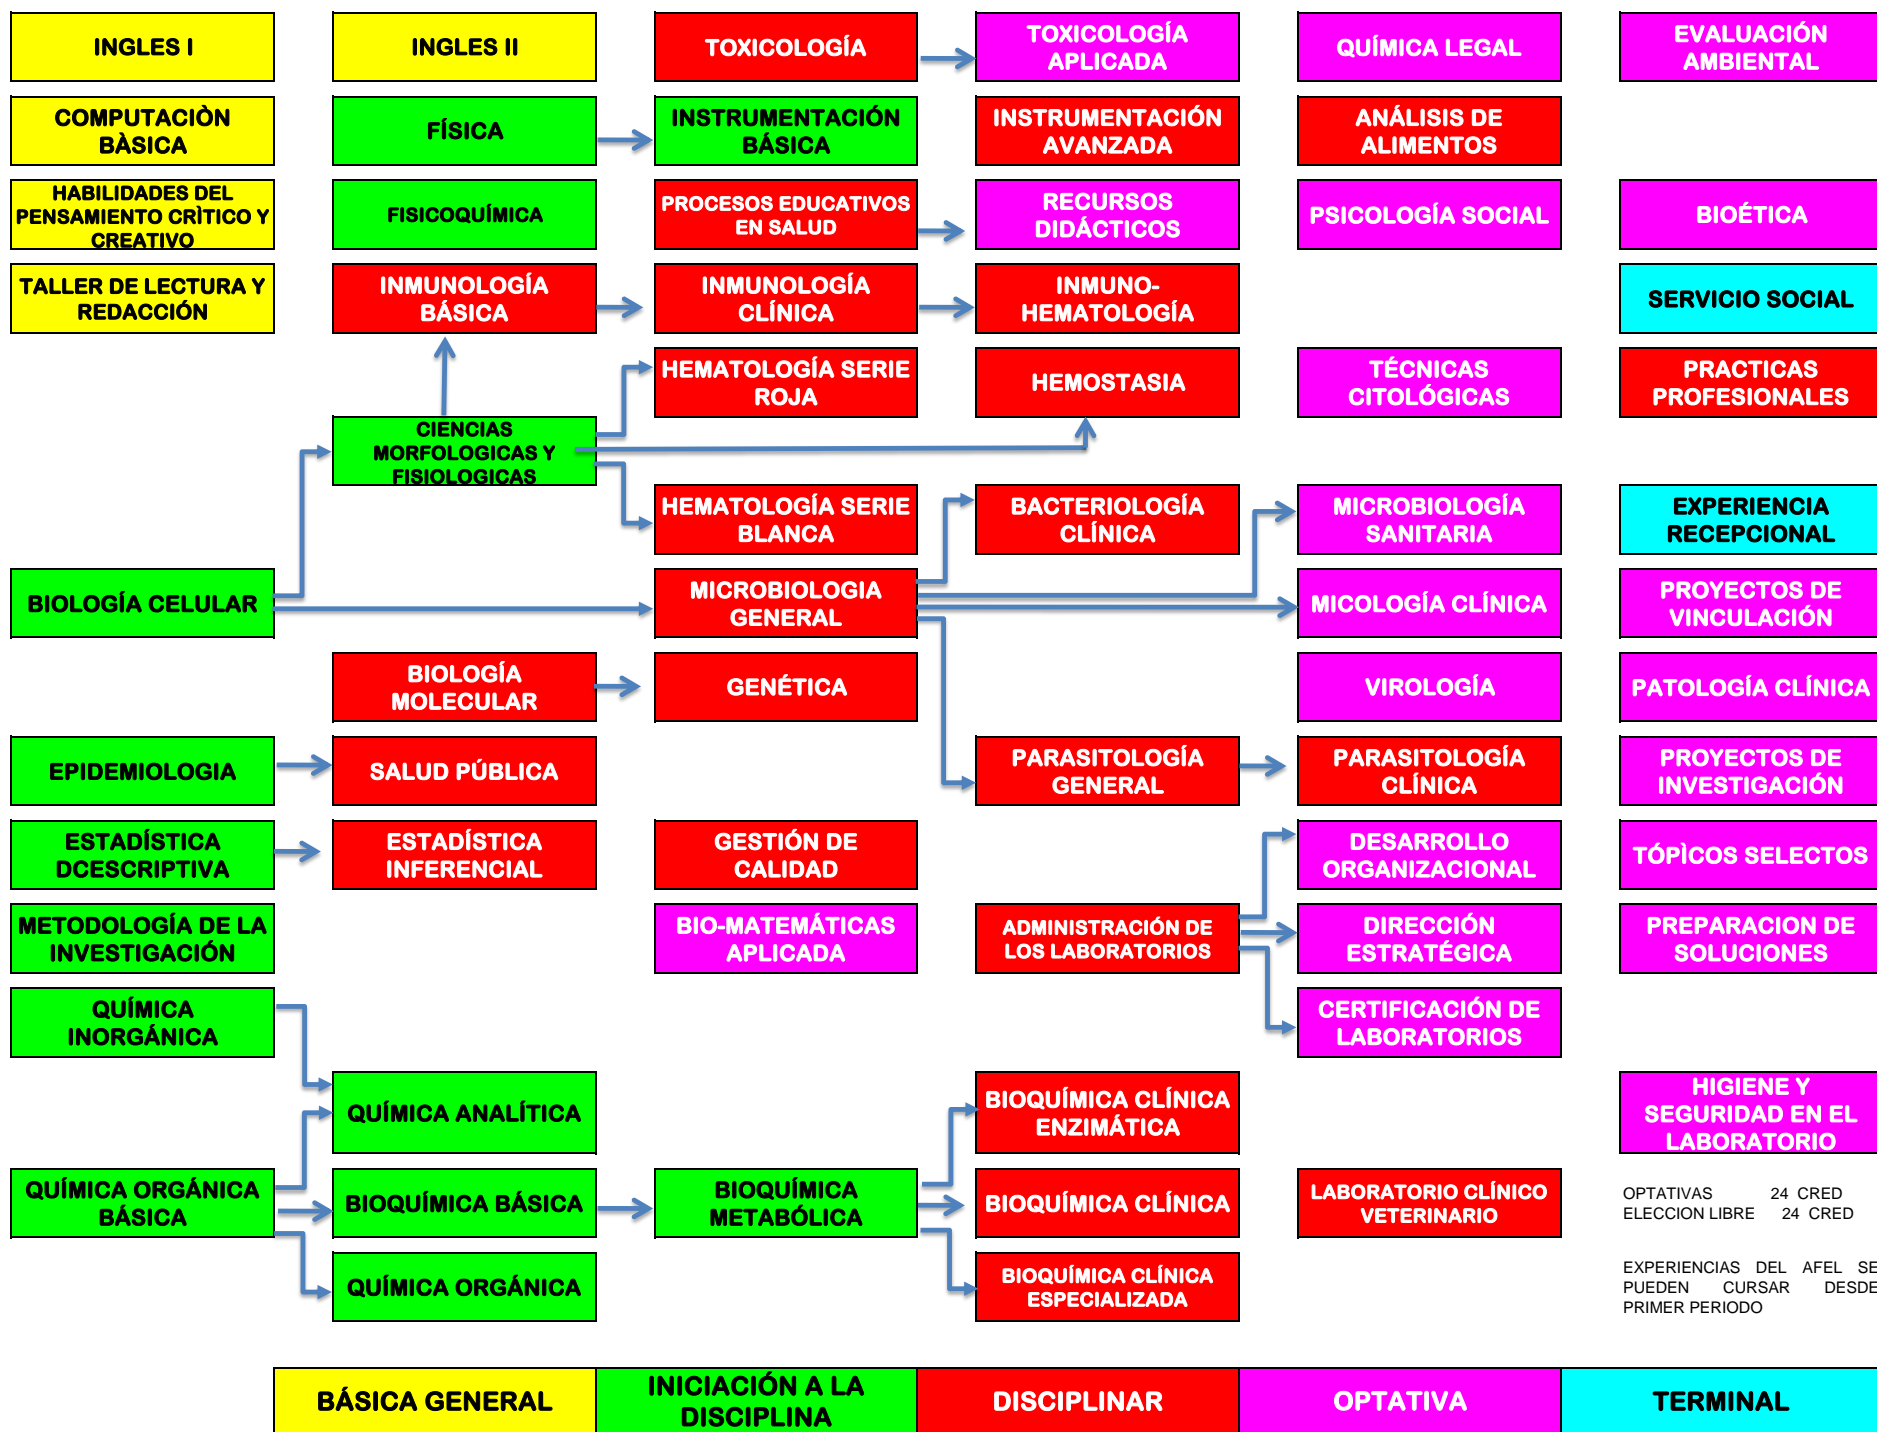 INGLES I
INGLES II
TOXICOLOGÍA
TOXICOLOGÍA
APLICADA
QUÍMICA LEGAL
EVALUACIÓN
AMBIENTAL
COMPUTACIÒN
BÀSICA
FÍSICA
INSTRUMENTACIÓN
BÁSICA
INSTRUMENTACIÓN
AVANZADA
ANÁLISIS DE
ALIMENTOS
HABILIDADES DEL
PENSAMIENTO CRÌTICO Y
CREATIVO
FISICOQUÍMICA
PROCESOS EDUCATIVOS
EN SALUD
RECURSOS
DIDÁCTICOS
PSICOLOGÍA SOCIAL
BIOÉTICA
TALLER DE LECTURA Y
REDACCIÓN
INMUNOLOGÍA
BÁSICA
INMUNOLOGÍA
CLÍNICA
INMUNO-
HEMATOLOGÍA
SERVICIO SOCIAL
HEMATOLOGÍA SERIE
ROJA
HEMOSTASIA
TÉCNICAS
CITOLÓGICAS
PRACTICAS
PROFESIONALES
CIENCIAS
MORFOLOGICAS Y
FISIOLOGICAS
HEMATOLOGÍA SERIE
BLANCA
BACTERIOLOGÍA
CLÍNICA
MICROBIOLOGÍA
SANITARIA
EXPERIENCIA
RECEPCIONAL
BIOLOGÍA CELULAR
MICROBIOLOGIA
GENERAL
MICOLOGÍA CLÍNICA
PROYECTOS DE
VINCULACIÓN
BIOLOGÍA
MOLECULAR
GENÉTICA
VIROLOGÍA
PATOLOGÍA CLÍNICA
EPIDEMIOLOGIA
SALUD PÚBLICA
PARASITOLOGÍA
GENERAL
PARASITOLOGÍA
CLÍNICA
PROYECTOS DE
INVESTIGACIÓN
ESTADÍSTICA
DCESCRIPTIVA
ESTADÍSTICA
INFERENCIAL
GESTIÓN DE
CALIDAD
DESARROLLO
ORGANIZACIONAL
TÓPÌCOS SELECTOS
METODOLOGÍA DE LA
INVESTIGACIÓN
BIO-MATEMÁTICAS
APLICADA
ADMINISTRACIÓN DE
LOS LABORATORIOS
DIRECCIÓN
ESTRATÉGICA
PREPARACION DE
SOLUCIONES
QUÍMICA
INORGÁNICA
CERTIFICACIÓN DE
LABORATORIOS
QUÍMICA ANALÍTICA
BIOQUÍMICA CLÍNICA
ENZIMÁTICA
HIGIENE Y
SEGURIDAD EN EL
LABORATORIO
QUÍMICA ORGÁNICA
BÁSICA
BIOQUÍMICA BÁSICA
BIOQUÍMICA
METABÓLICA
BIOQUÍMICA CLÍNICA
LABORATORIO CLÍNICO
VETERINARIO
OPTATIVAS 24 CRED
ELECCION LIBRE 24 CRED
QUÍMICA ORGÁNICA
BIOQUÍMICA CLÍNICA
ESPECIALIZADA
EXPERIENCIAS DEL AFEL SE
PUEDEN CURSAR DESDE
PRIMER PERIODO
BÁSICA GENERAL
INICIACIÓN A LA
DISCIPLINA
DISCIPLINAR
OPTATIVA
TERMINAL